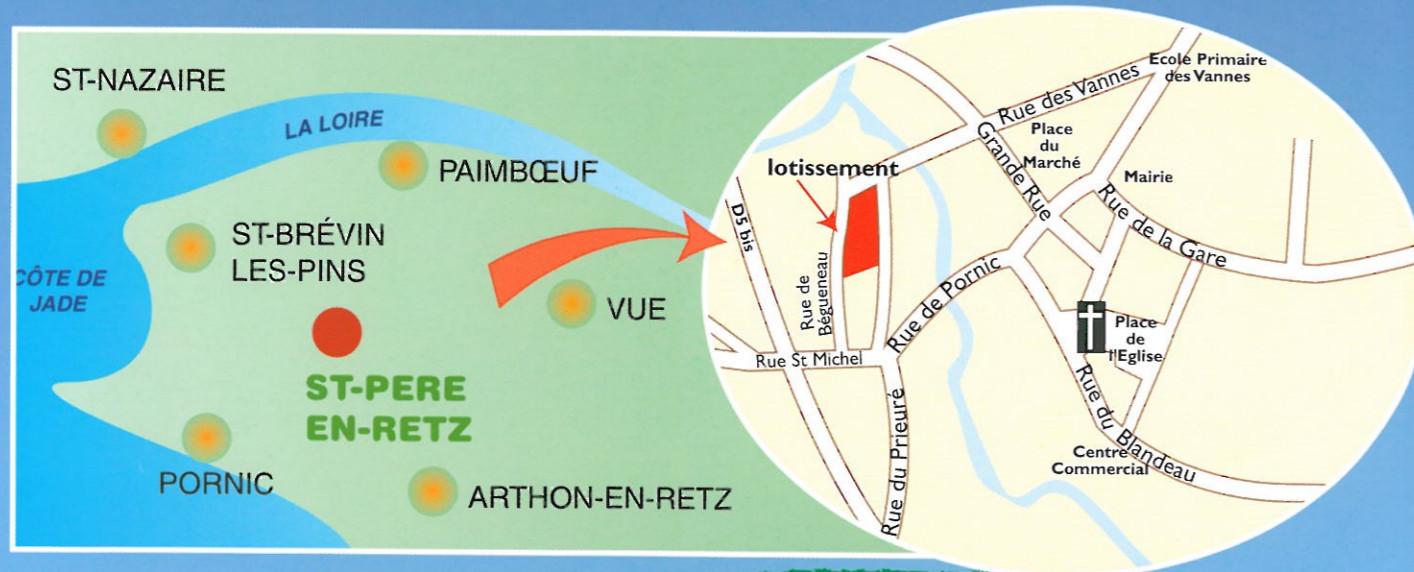 ST-NAZAIRE
LA LOIRE
PAIMBŒUF
ST-BRÉVIN
LES-PINS
CÔTE DE
JADE
VUE
ST-PERE
EN-RETZ
PORNIC
ARTHON-EN-RETZ
Ecole Primaire
des Vannes
Rue des Vannes
Place
du
Marché
Grande Rue
lotissement
Mairie
D5 bis
Rue de la Gare
Rue de
Bégueneau
Rue de Pornic
Place
de
l'Eglise
Rue St Michel
Rue du Prieuré
Rue du Blandeau
Centre
Commercial